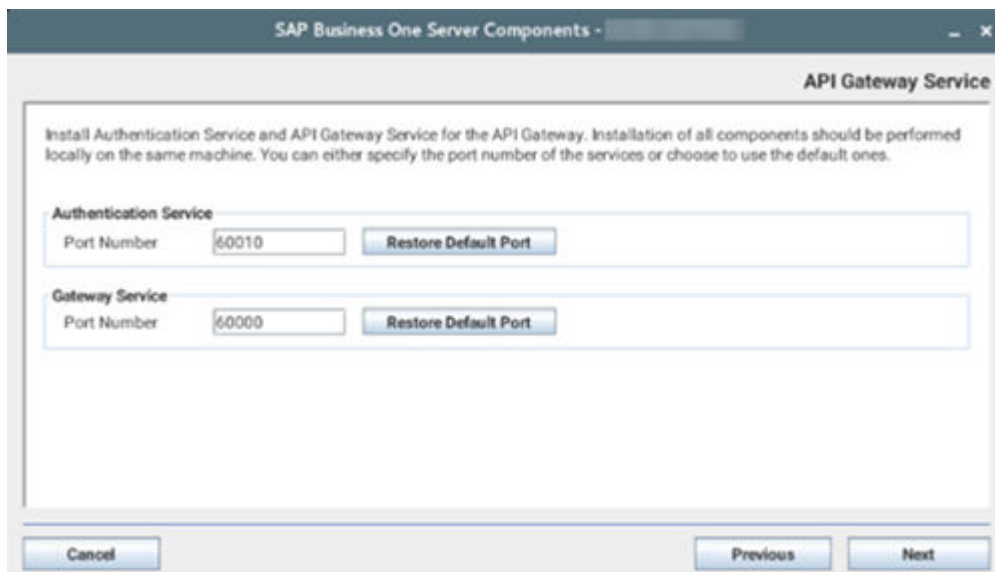 SAP Business One Server Components -
API Gateway Service
Install Authentication Service and API Gateway Service for the API Gateway. Installation of all components should be performed
locally on the same machine. You can either specify the port number of the services or choose to use the default ones.
Authentication Service
Port Number 60010 Restore Default Port
Gateway Service
Port Number 60000 Restore Default Port
Cancel Previous Next